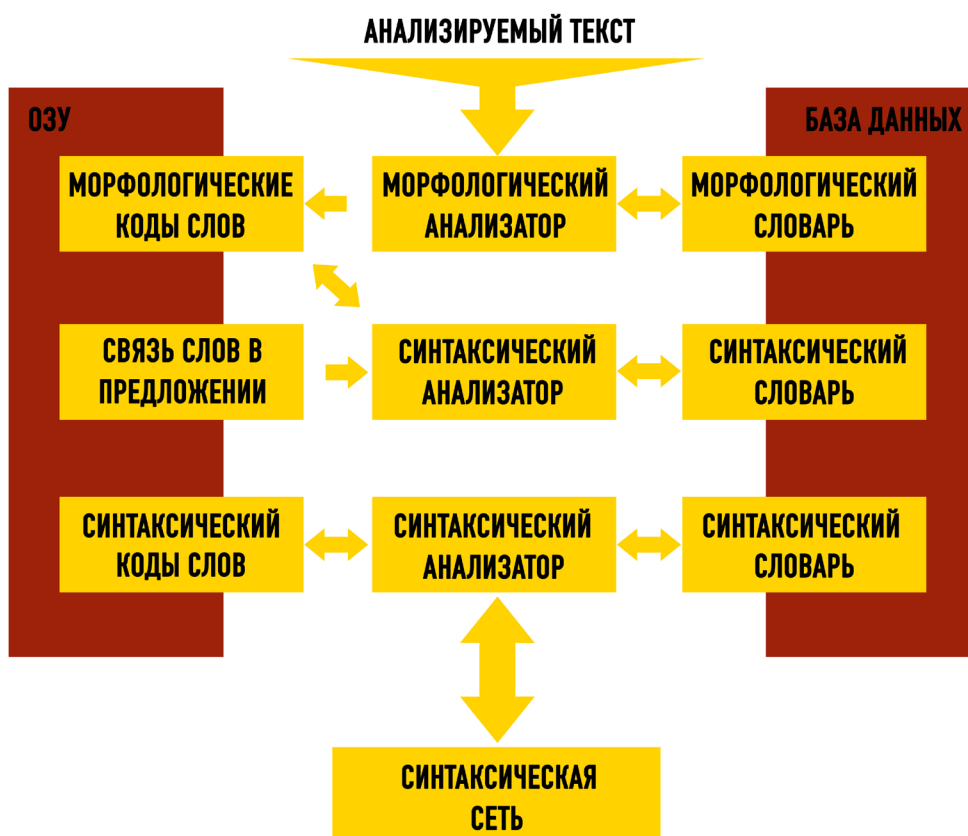 АНАЛИЗИРУЕМЫЙ ТЕКСТ
ОЗУ
БАЗА ДАННЫХ
МОРФОЛОГИЧЕСКИЕ
КОДЫ СЛОВ
МОРФОЛОГИЧЕСКИЙ
АНАЛИЗАТОР
МОРФОЛОГИЧЕСКИЙ
СЛОВАРЬ
СВЯЗЬ СЛОВ В
ПРЕДЛОЖЕНИИ
СИНТАКСИЧЕСКИЙ
АНАЛИЗАТОР
СИНТАКСИЧЕСКИЙ
СЛОВАРЬ
СИНТАКСИЧЕСКИЙ
КОДЫ СЛОВ
СИНТАКСИЧЕСКИЙ
АНАЛИЗАТОР
СИНТАКСИЧЕСКИЙ
СЛОВАРЬ
СИНТАКСИЧЕСКАЯ
СЕТЬ